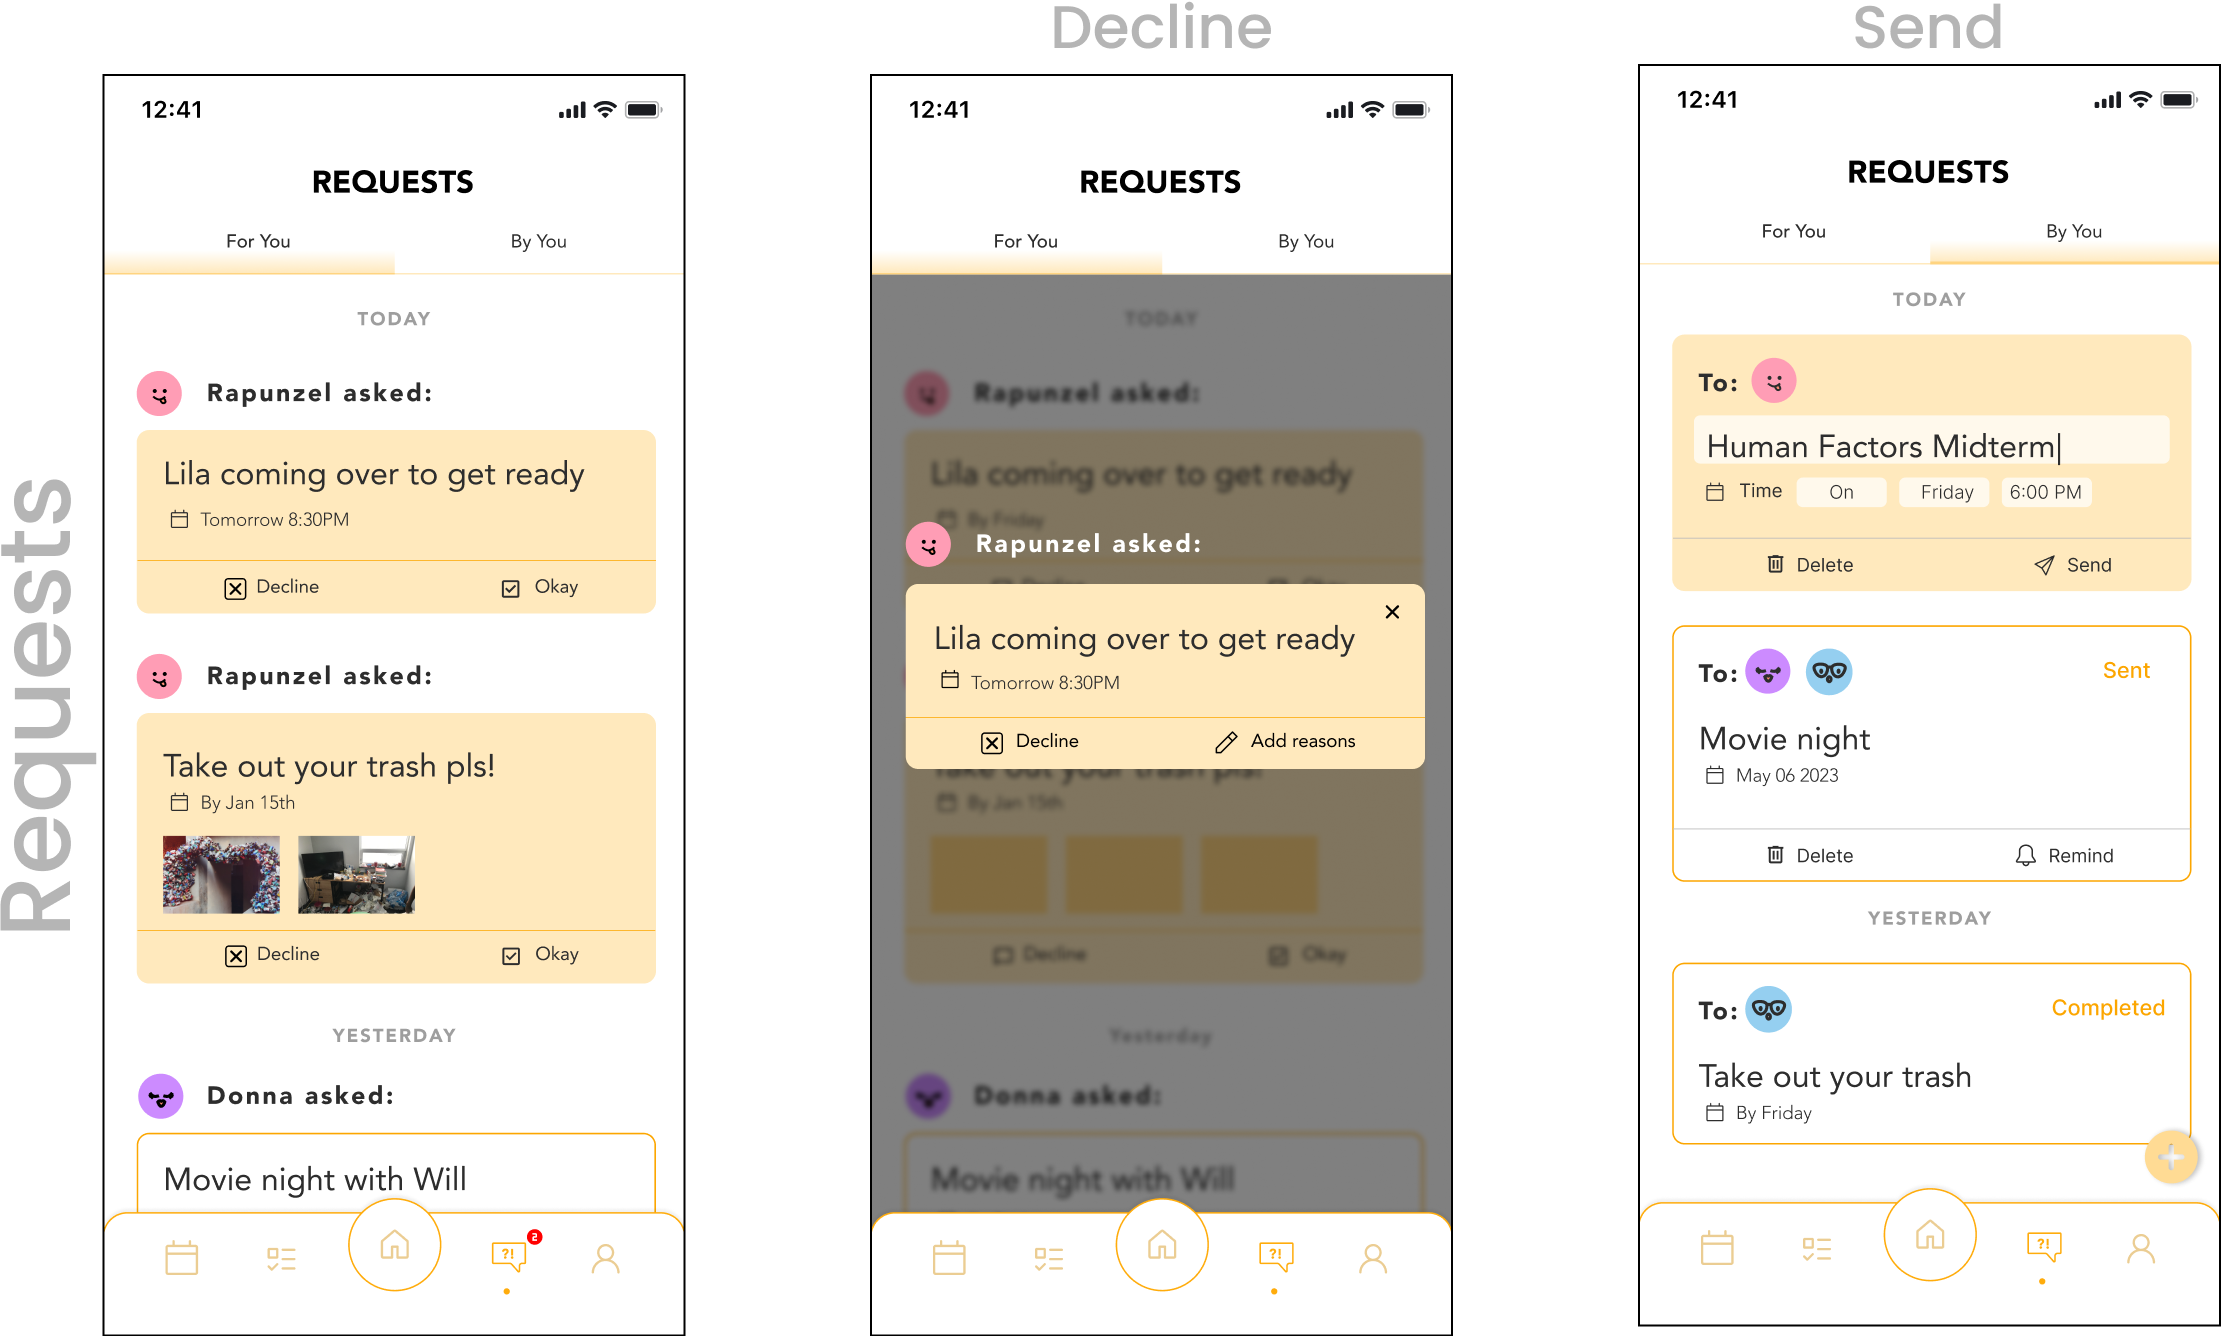 Requests
12:41
REQUESTS
For You
By You
TODAY
Rapunzel asked:
Lila coming over to get ready
Tomorrow 8:30PM
Decline
Okay
Rapunzel asked:
Take out your trash pls!
By Jan 15th
Decline
Okay
YESTERDAY
Donna asked:
Movie night with Will
?!
2
Decline
12:41
REQUESTS
For You
By You
TODAY
Rapunzel asked:
Lila coming over to get ready
By Friday
Rapunzel asked:
Lila coming over to get ready
Tomorrow 8:30PM
Decline
Add reasons
Take out your trash pls!
By Jan 15th
Decline
Okay
Yesterday
Donna asked:
Movie night with Will
?!
Send
12:41
REQUESTS
For You
By You
TODAY
To:
Human Factors Midterm
Time
On
Friday
6:00 PM
Delete
Send
To:
Sent
Movie night
May 06 2023
Delete
Remind
YESTERDAY
To:
Completed
Take out your trash
By Friday
?!